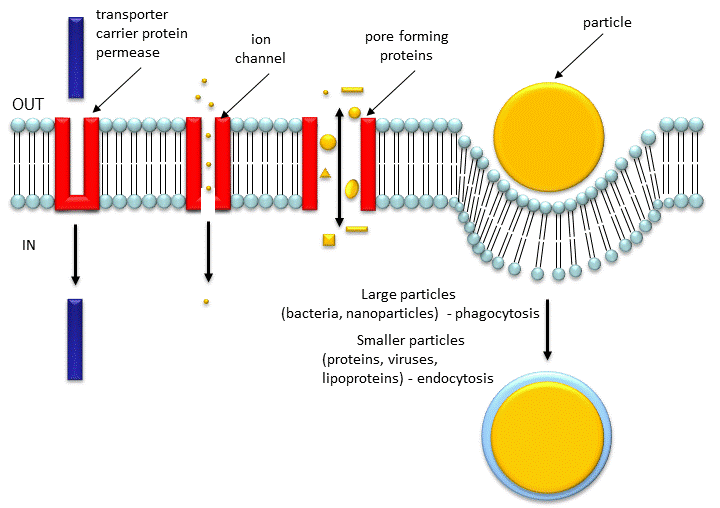 transporter
carrier protein
permease
ion
channel
pore forming
proteins
particle
OUT
IN
Large particles
(bacteria, nanoparticles)  - phagocytosis
Smaller particles
(proteins, viruses,
lipoproteins) - endocytosis